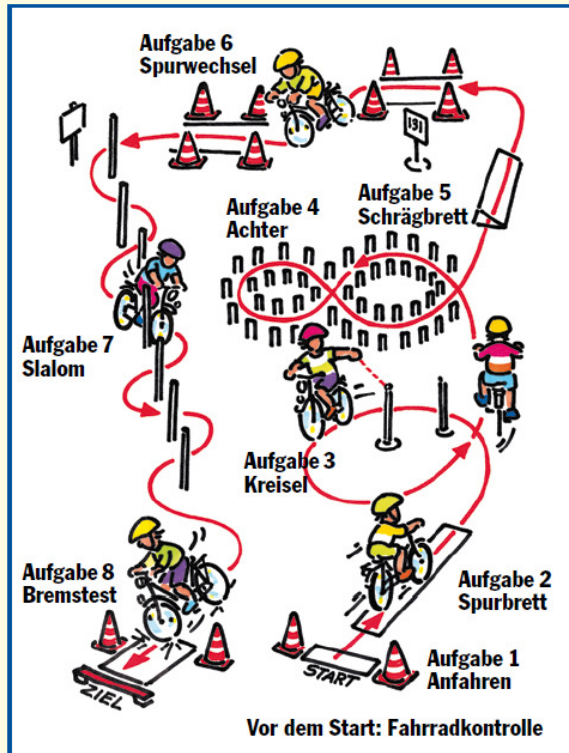 Aufgabe 6
Spurwechsel
131
Aufgabe 5
Schrägbrett
Aufgabe 4
Achter
Aufgabe 7
Slalom
Aufgabe 3
Kreisel
Aufgabe 8
Bremstest
Aufgabe 2
Spurbrett
Aufgabe 1
Anfahren
START
ZIEL
Vor dem Start: Fahrradkontrolle